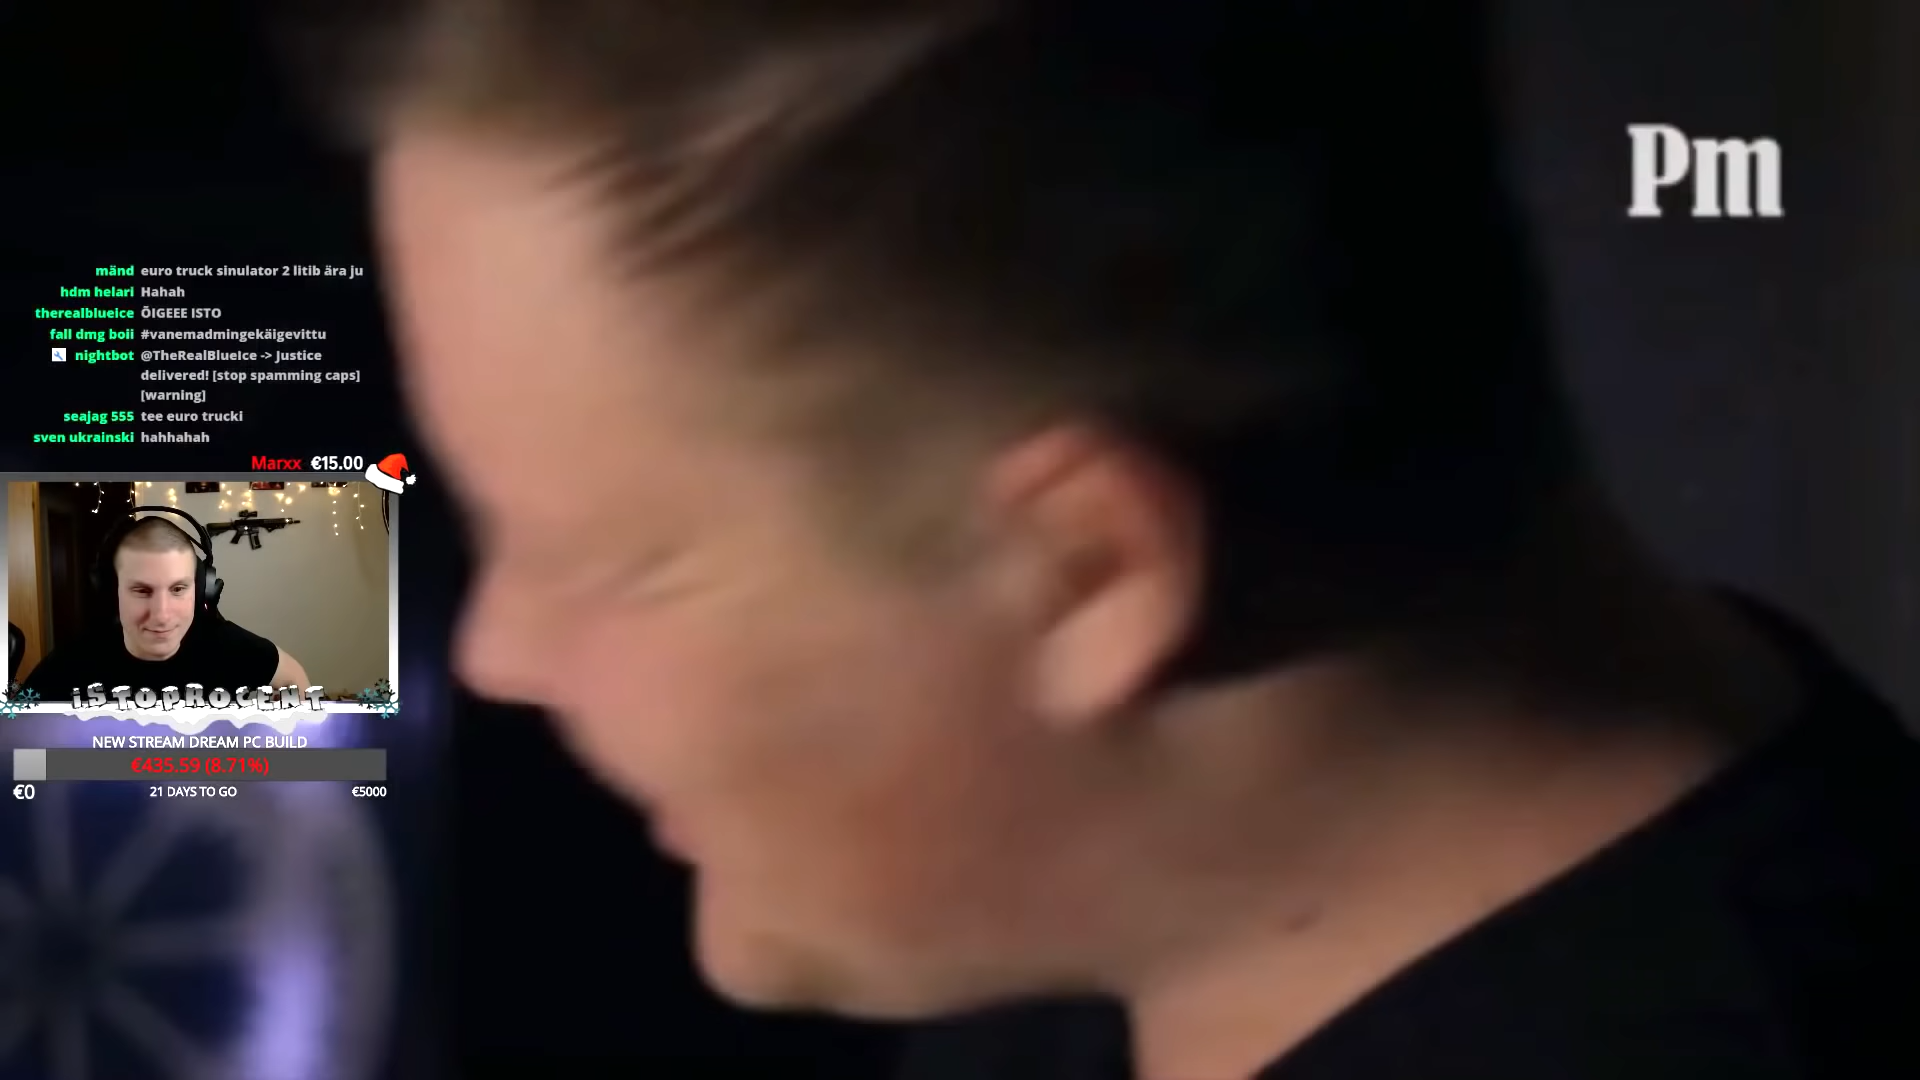 Pm
mänd euro truck sinulator 2 litib ära ju
hdm helari Hahah
therealblueice ÕIGEEE ISTO
fall dmg boii #vanemadmingekäigevittu
nightbot @TheRealBlueIce -> Justice
delivered! [stop spamming caps]
[warning]
seajag 555 tee euro trucki
sven ukrainski hahhahah
Marxx €15.00
iSTOPROCENT
NEW STREAM DREAM PC BUILD
€435.59 (8.71%)
€0 21 DAYS TO GO €5000